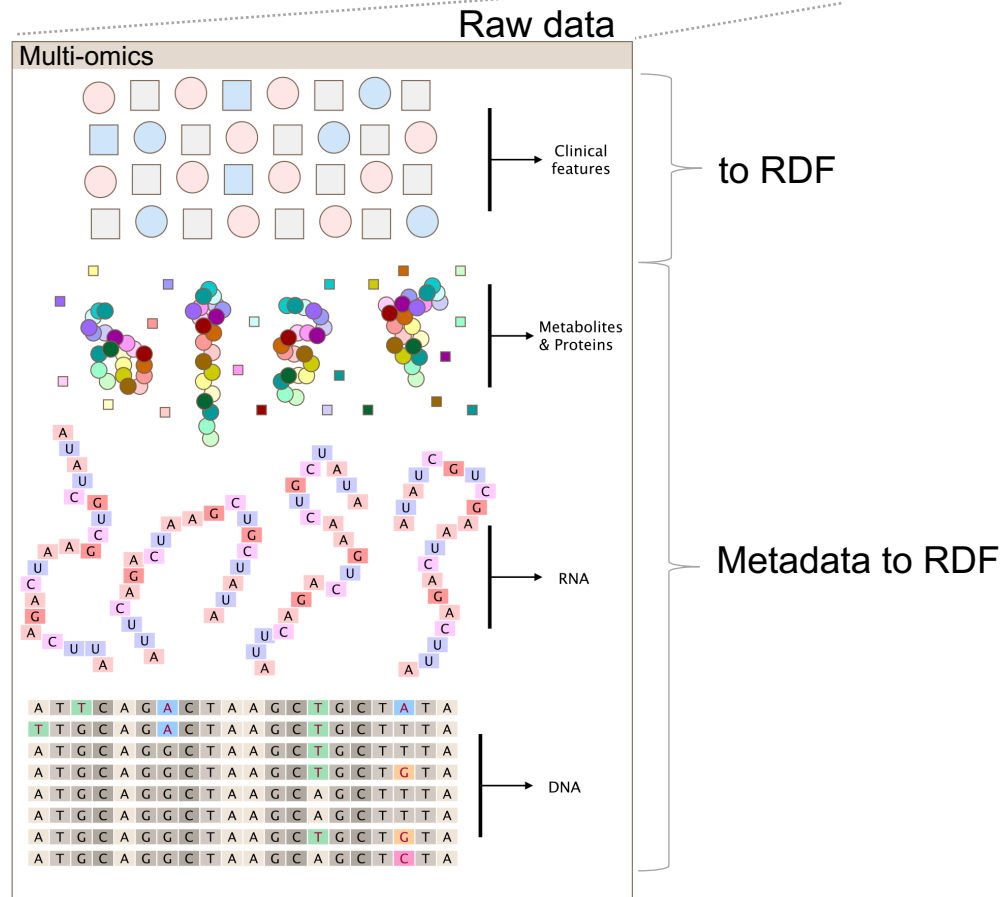 Raw data
Multi-omics
Clinical
features
to RDF
Metabolites
& Proteins
A U A U C G U C G A A U C A G A C U U A
A U U C A G A C U A A G C U G C U A U A
A U A U C G U C A A G U C A G A C U U A
A U A U C G U C G A A U C A G A C U U A
RNA
Metadata to RDF
A T T C A G A C T A A G C T G C T A T A
T T G C A G A C T A A G C T G C T T T A
A T G C A G G C T A A G C T G C T T T A
A T G C A G G C T A A G C T G C T G T A
A T G C A G G C T A A G C A G C T T T A
A T G C A G G C T A A G C A G C T T T A
A T G C A G G C T A A G C T G C T G T A
A T G C A G G C T A A G C A G C T C T A
DNA